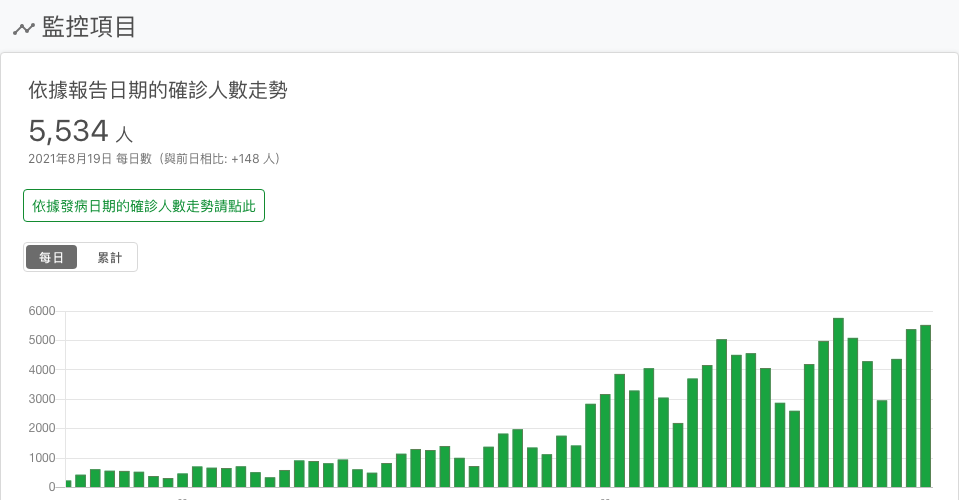 監控項目
依據報告日期的確診人數走勢
5,534 人
2021年8月19日 每日數（與前日相比: +148 人）
依據發病日期的確診人數走勢請點此
每日 累計
6000
5000
4000
3000
2000
1000
0